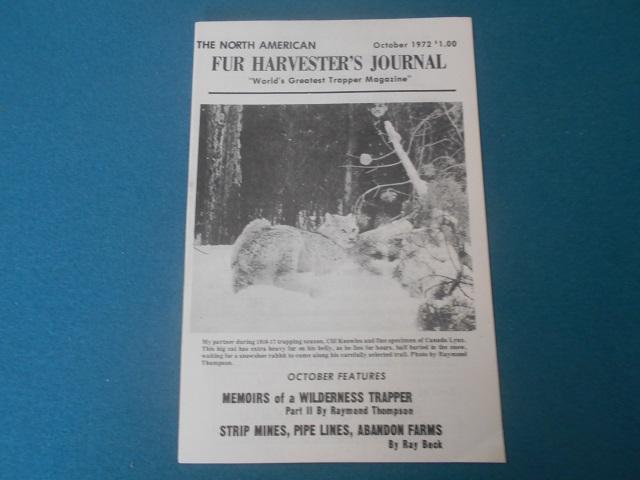 THE NORTH AMERICAN October 1972 $1.00
FUR HARVESTER'S JOURNAL
"World's Greatest Trapper Magazine"
My partner during 1916-17 trapping season, Clif Knowles and fine specimen of Canada Lynx.
This big cat has extra heavy fur on his belly, as he lies for hours, half buried in the snow,
waiting for a snowshoe rabbit to come along his carefully selected trail. Photo by Raymond
Thompson.
OCTOBER FEATURES
MEMOIRS of a WILDERNESS TRAPPER
Part II By Raymond Thompson
STRIP MINES, PIPE LINES, ABANDON FARMS
By Ray Beck